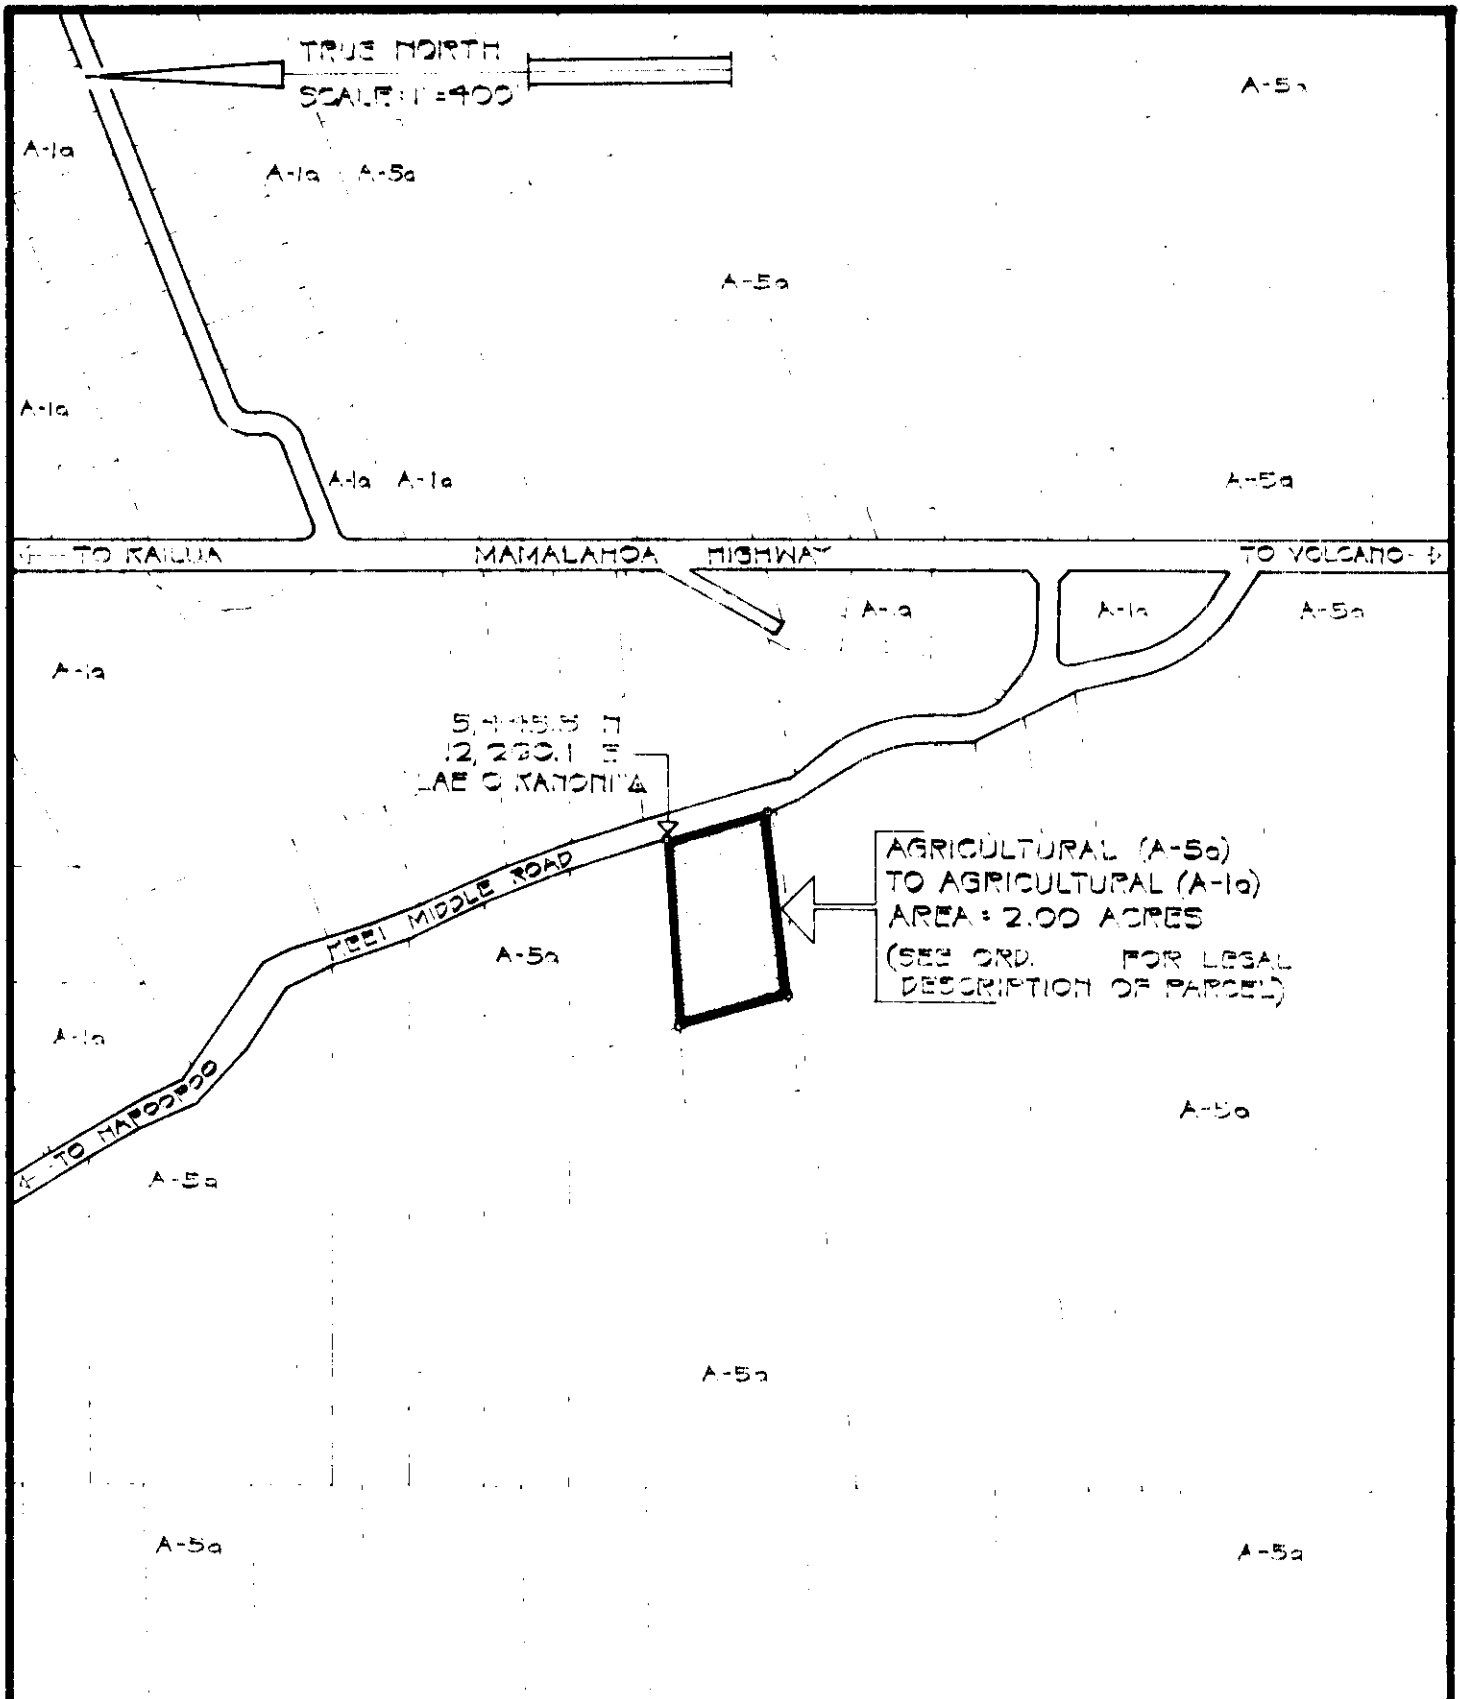 TRUE NORTH
SCALE: 1"=400'
A-5a
A-1a
A-1a A-5a
A-5a
A-1a
A-1a A-1a
A-5a
TO KAILUA
MAMALAHOA HIGHWAY
TO VOLCANO
A-1a
A-1a
A-5a
A-1a
N
E
LAE O KANONI
KEEI MIDDLE ROAD
AGRICULTURAL (A-5a)
TO AGRICULTURAL (A-1a)
AREA: 2.00 ACRES
(SEE ORD. FOR LEGAL
DESCRIPTION OF PARCEL)
A-5a
A-1a
TO NAPOOPOO
A-5a
A-5a
A-5a
A-5a
A-5a